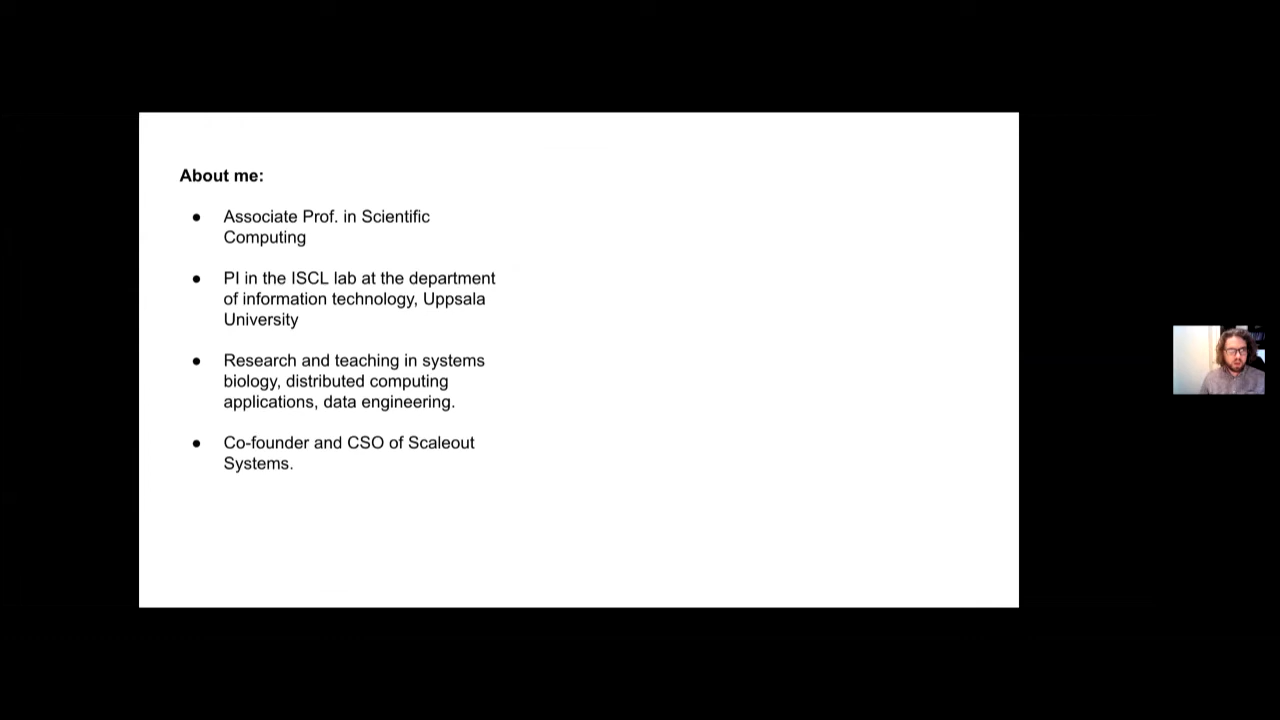 About me:
● Associate Prof. in Scientific
Computing
● PI in the ISCL lab at the department
of information technology, Uppsala
University
● Research and teaching in systems
biology, distributed computing
applications, data engineering.
● Co-founder and CSO of Scaleout
Systems.